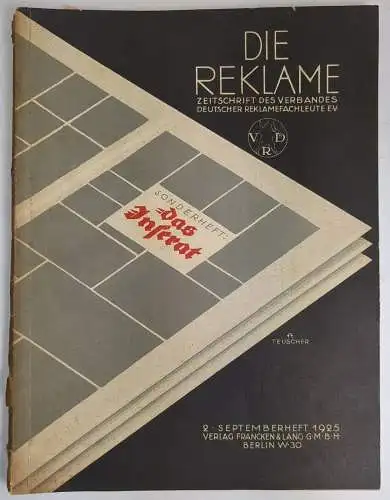 DIE
REKLAME
ZEITSCHRIFT DES VERBANDES
DEUTSCHER REKLAMEFACHLEUTE E.V
V D R
SONDERHEFT:
Das
Inserat
A
TEUSCHER
2. SEPTEMBERHEFT 1925
VERLAG FRANCKEN & LANG G·M·B·H
BERLIN W·30